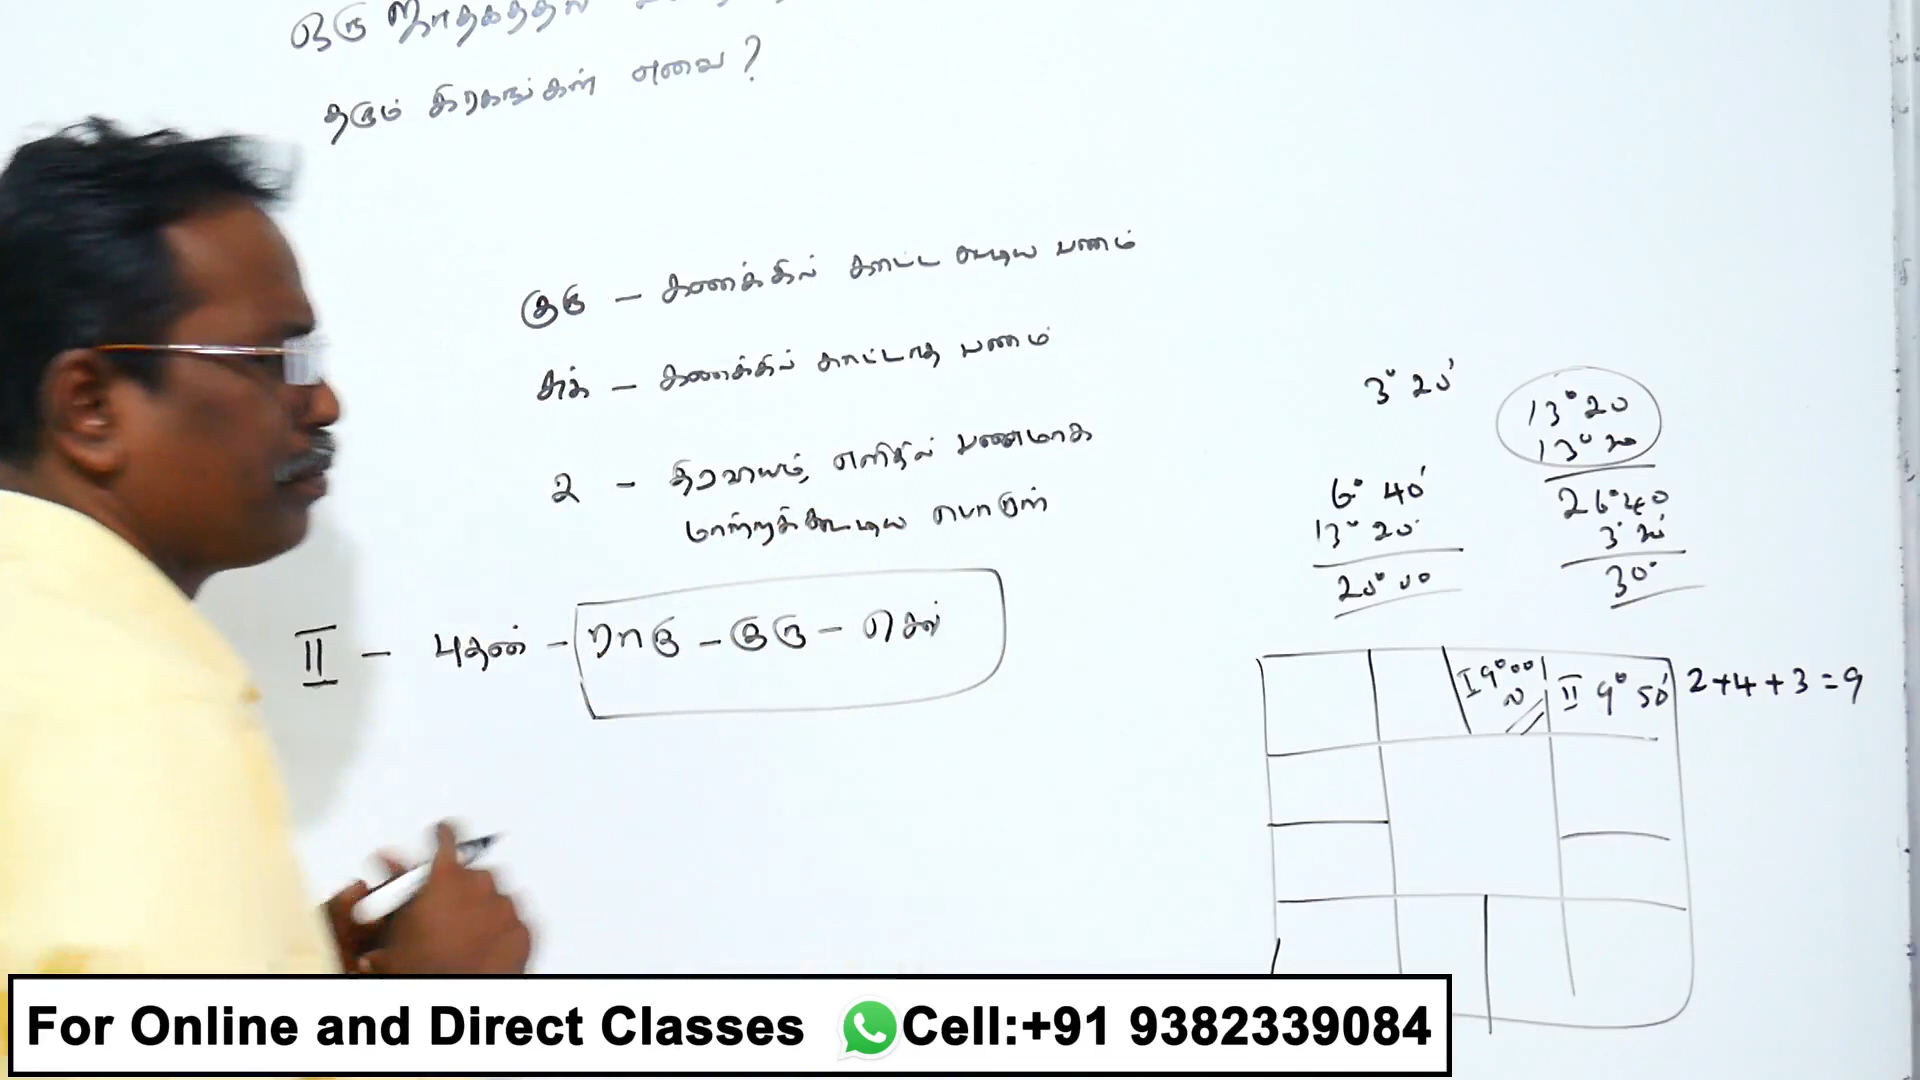 ஒரு ஜாதகத்தில்
தரும் கிரகங்கள் எவை?
குரு – கணக்கில் காட்ட கூடிய பணம்
சுக் – கணக்கில் காட்டாத பணம்
2 – திரவியம், எளிதில் பணமாக
மாற்றக்கூடிய பொருள்
II – புதன் – ராகு – குரு – செவ்
3° 20'
6° 40'
13° 20'
20° 00
13° 20
13° 20
26° 40
3° 20'
30°
I 9° 00'
ல
II 9° 50'
2+4+3=9
For Online and Direct Classes Cell:+91 9382339084